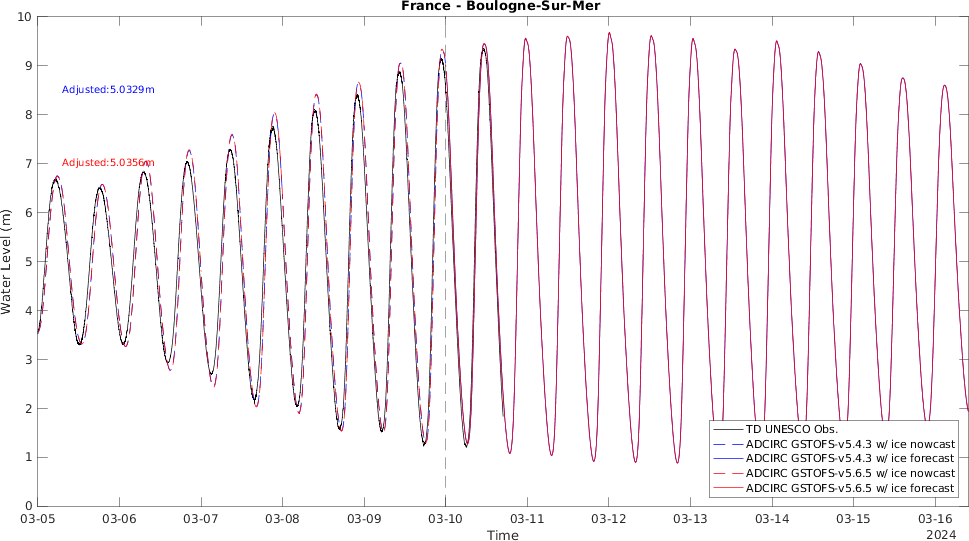 France - Boulogne-Sur-Mer
10
9
8
7
6
5
4
3
2
1
0
Water Level (m)
Adjusted:5.0329m
Adjusted:5.0356m
TD UNESCO Obs.
ADCIRC GSTOFS-v5.4.3 w/ ice nowcast
ADCIRC GSTOFS-v5.4.3 w/ ice forecast
ADCIRC GSTOFS-v5.6.5 w/ ice nowcast
ADCIRC GSTOFS-v5.6.5 w/ ice forecast
03-05 03-06 03-07 03-08 03-09 03-10 03-11 03-12 03-13 03-14 03-15 03-16
2024
Time